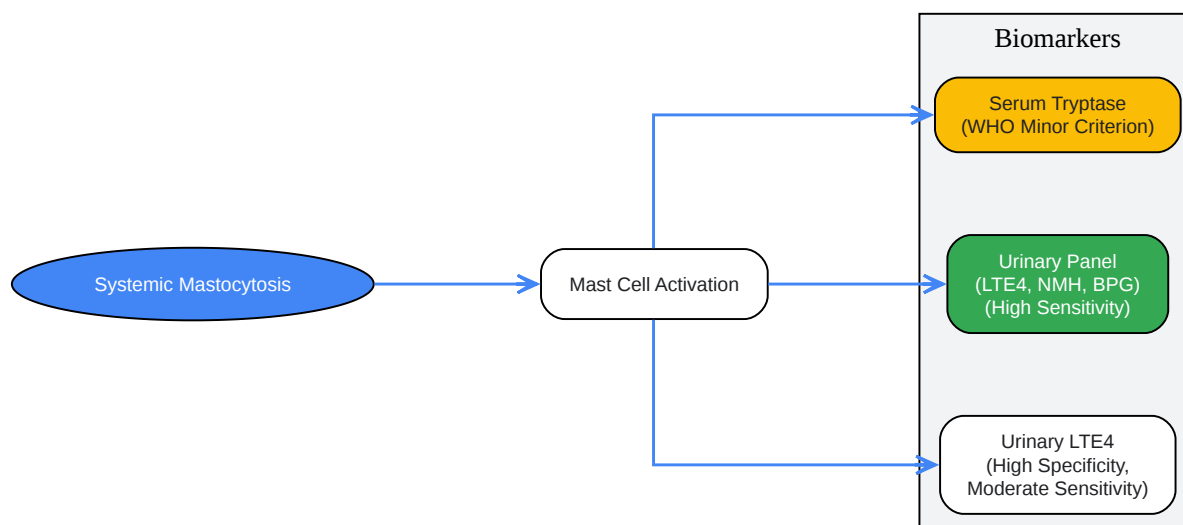 Biomarkers
Serum Tryptase
(WHO Minor Criterion)
Systemic Mastocytosis
Mast Cell Activation
Urinary Panel
(LTE4, NMH, BPG)
(High Sensitivity)
Urinary LTE4
(High Specificity,
Moderate Sensitivity)